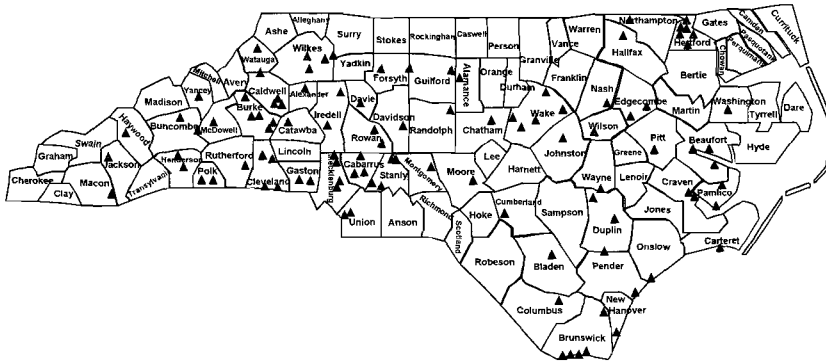 Ashe
Alleghany
Surry
Stokes
Rockingham
Caswell
Person
Granville
Vance
Warren
Northampton
Gates
Camden
Currituck
Pasquotank
Perquimans
Chowan
Hertford
Halifax
Watauga
Wilkes
Yadkin
Forsyth
Guilford
Alamance
Orange
Durham
Franklin
Nash
Bertie
Mitchell
Avery
Yancey
Caldwell
Alexander
Davie
Iredell
Davidson
Randolph
Chatham
Wake
Edgecombe
Martin
Washington
Tyrrell
Dare
Madison
Burke
McDowell
Catawba
Rowan
Wilson
Pitt
Beaufort
Hyde
Haywood
Buncombe
Swain
Graham
Jackson
Henderson
Rutherford
Lincoln
Polk
Cleveland
Gaston
Mecklenburg
Cabarrus
Stanly
Montgomery
Moore
Lee
Harnett
Johnston
Greene
Wayne
Lenoir
Craven
Pamlico
Cherokee
Clay
Macon
Transylvani
Union
Anson
Richmond
Scotland
Hoke
Cumberland
Sampson
Duplin
Jones
Onslow
Carteret
Robeson
Bladen
Pender
Columbus
New
Hanover
Brunswick